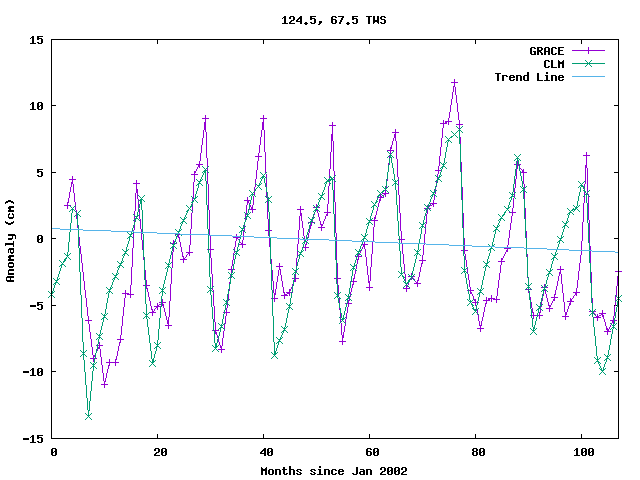 124.5, 67.5 TWS
GRACE
CLM
Trend Line
15
10
5
0
-5
-10
-15
Anomaly (cm)
0 20 40 60 80 100
Months since Jan 2002